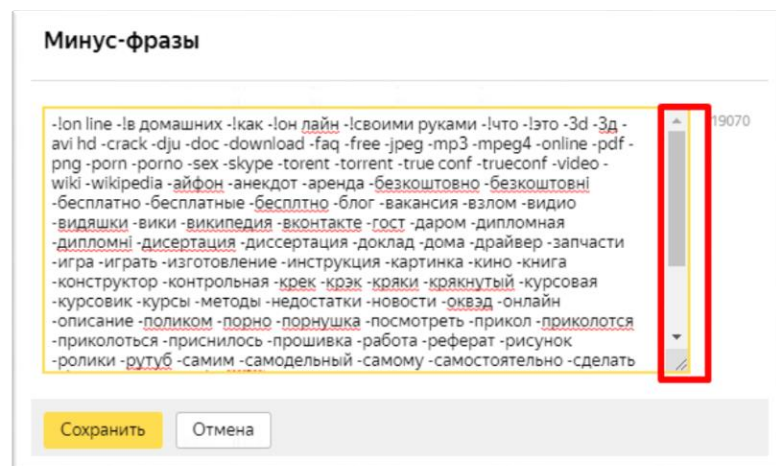 Минус-фразы
-!on line -!в домашних -!как -!он лайн -!своими руками -!что -!это -3d -3д -
avi hd -crack -dju -doc -download -faq -free -jpeg -mp3 -mpeg4 -online -pdf -
png -porn -porno -sex -skype -torent -torrent -true conf -trueconf -video -
wiki -wikipedia -айфон -анекдот -аренда -безкоштовно -безкоштовні
-бесплатно -бесплатные -бесплтно -блог -вакансия -взлом -видио
-видяшки -вики -википедия -вконтакте -гост -даром -дипломная
-дипломні -дисертация -диссертация -доклад -дома -драйвер -запчасти
-игра -играть -изготовление -инструкция -картинка -кино -книга
-конструктор -контрольная -крек -крэк -кряки -крякнутый -курсовая
-курсовик -курсы -методы -недостатки -новости -оквэд -онлайн
-описание -поликом -порно -порнушка -посмотреть -прикол -приколотся
-приколоться -приснилось -прошивка -работа -реферат -рисунок
-ролики -рутуб -самим -самодельный -самому -самостоятельно -сделать
19070
Сохранить Отмена